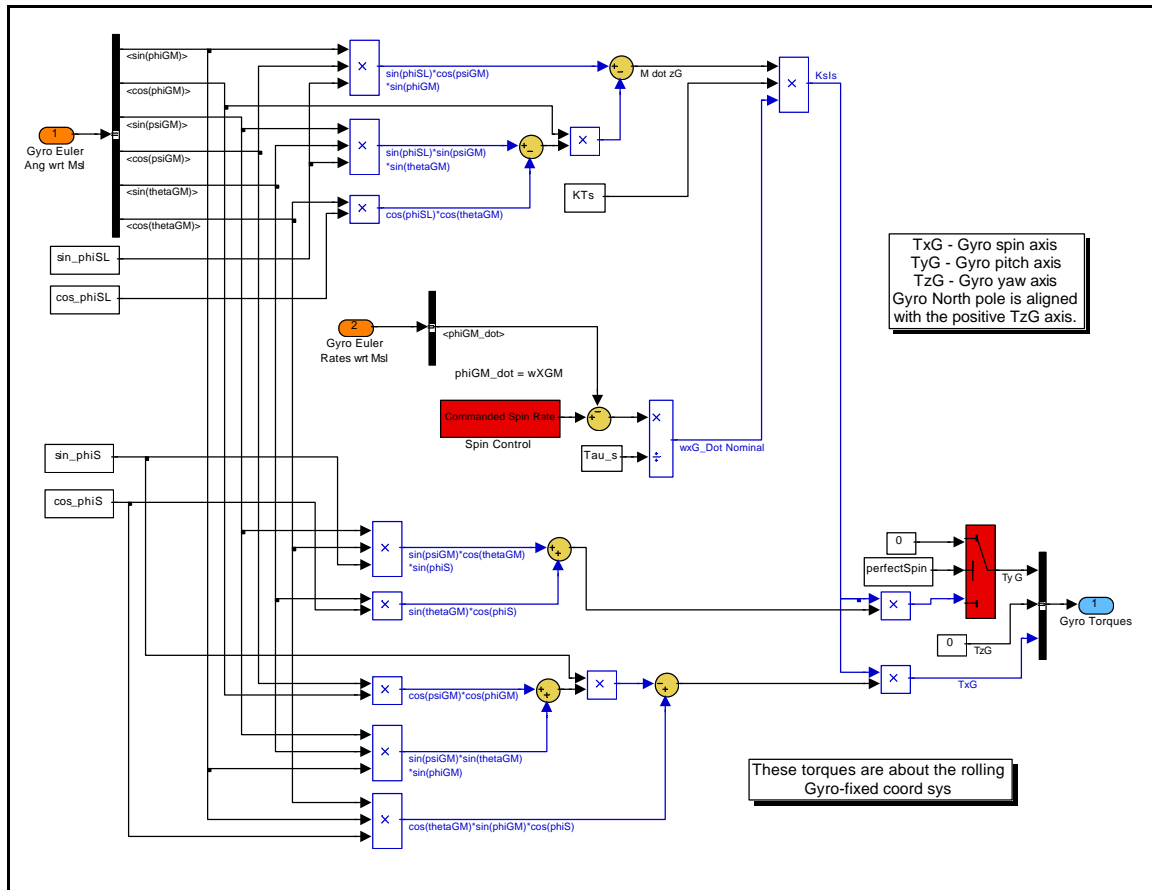 <sin(phiGM)>
<cos(phiGM)>
<sin(psiGM)>
<cos(psiGM)>
<sin(thetaGM)>
<cos(thetaGM)>
1
Gyro Euler
Ang wrt Msl
sin_phiSL
cos_phiSL
×
sin(phiSL)*cos(psiGM)
*sin(phiGM)
×
sin(phiSL)*sin(psiGM)
*sin(thetaGM)
×
cos(phiSL)*cos(thetaGM)
×
M dot zG
KTs
×
KsIs
TxG - Gyro spin axis
TyG - Gyro pitch axis
TzG - Gyro yaw axis
Gyro North pole is aligned
with the positive TzG axis.
2
Gyro Euler
Rates wrt Msl
<phiGM_dot>
phiGM_dot = wXGM
Commanded Spin Rate
Spin Control
Tau_s
×
÷
wxG_Dot Nominal
sin_phiS
cos_phiS
×
sin(psiGM)*cos(thetaGM)
*sin(phiS)
×
sin(thetaGM)*cos(phiS)
0
perfectSpin
TyG
×
0
TzG
1
Gyro Torques
×
cos(psiGM)*cos(phiGM)
×
×
TxG
×
sin(psiGM)*sin(thetaGM)
*sin(phiGM)
×
cos(thetaGM)*sin(phiGM)*cos(phiS)
These torques are about the rolling
Gyro-fixed coord sys